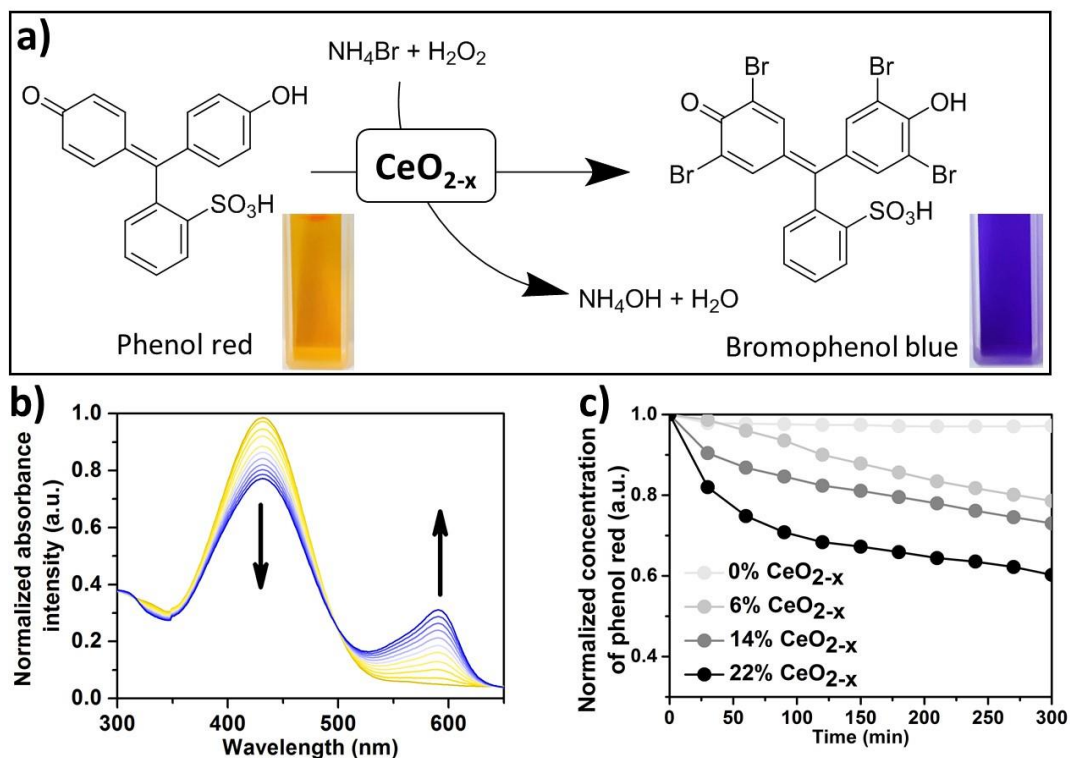 a)
NH₄Br + H₂O₂
O
OH
SO₃H
CeO₂₋ₓ
Br
Br
O
OH
Br
Br
SO₃H
NH₄OH + H₂O
Phenol red
Bromophenol blue
b)
Normalized absorbance
intensity (a.u.)
1.0
0.8
0.6
0.4
0.2
0.0
300
400
500
600
Wavelength (nm)
c)
Normalized concentration
of phenol red (a.u.)
1.0
0.8
0.6
0.4
0% CeO₂₋ₓ
6% CeO₂₋ₓ
14% CeO₂₋ₓ
22% CeO₂₋ₓ
0
50
100
150
200
250
300
Time (min)